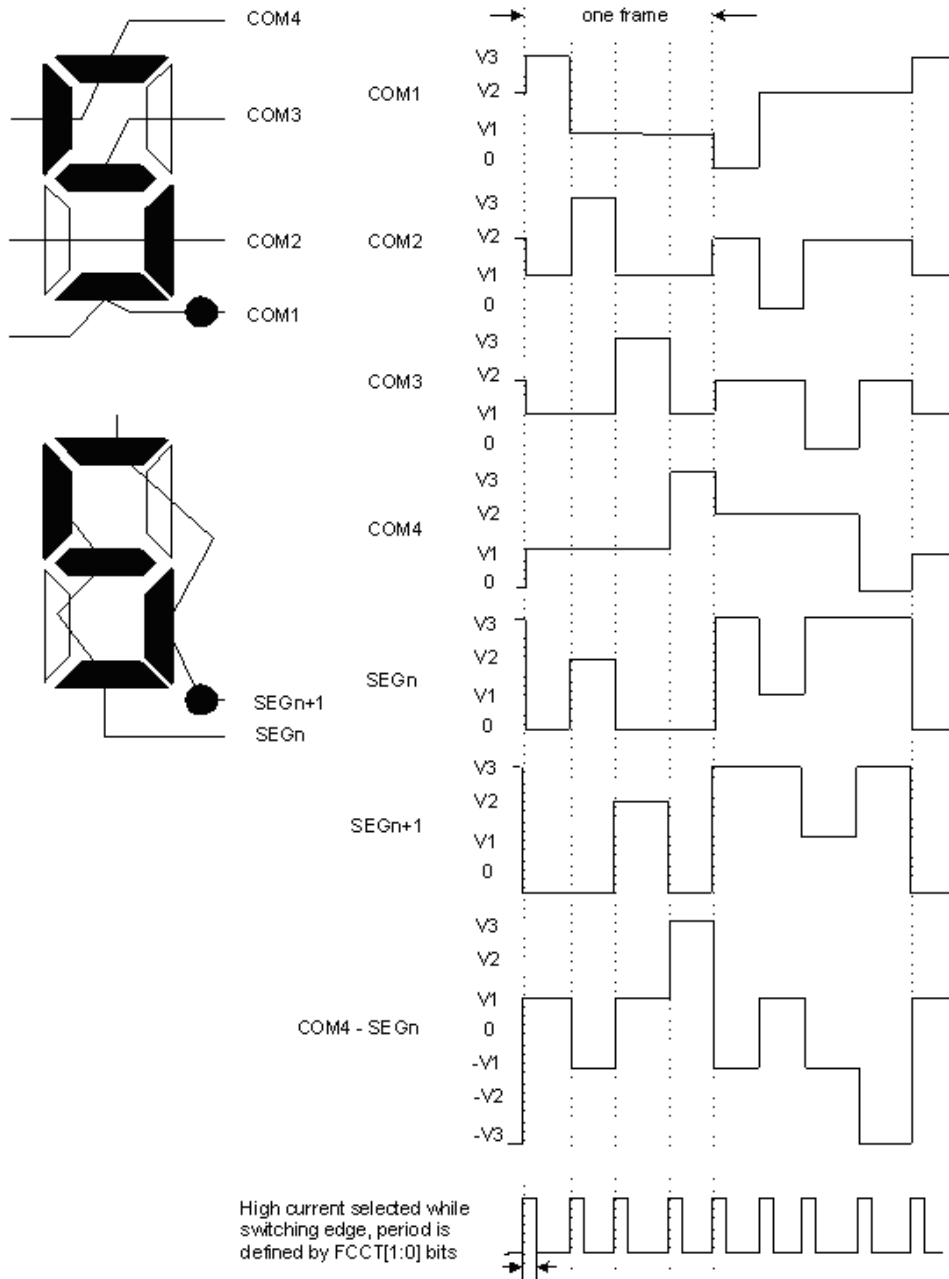 one frame
COM4
COM3
COM2
COM1
COM1
V3
V2
V1
0
COM2
V3
V2
V1
0
COM3
V3
V2
V1
0
COM4
V3
V2
V1
0
SEGn+1
SEGn
SEGn
V3
V2
V1
0
SEGn+1
V3
V2
V1
0
COM4 - SEGn
V3
V2
V1
0
-V1
-V2
-V3
High current selected while
switching edge, period is
defined by FCCT[1:0] bits